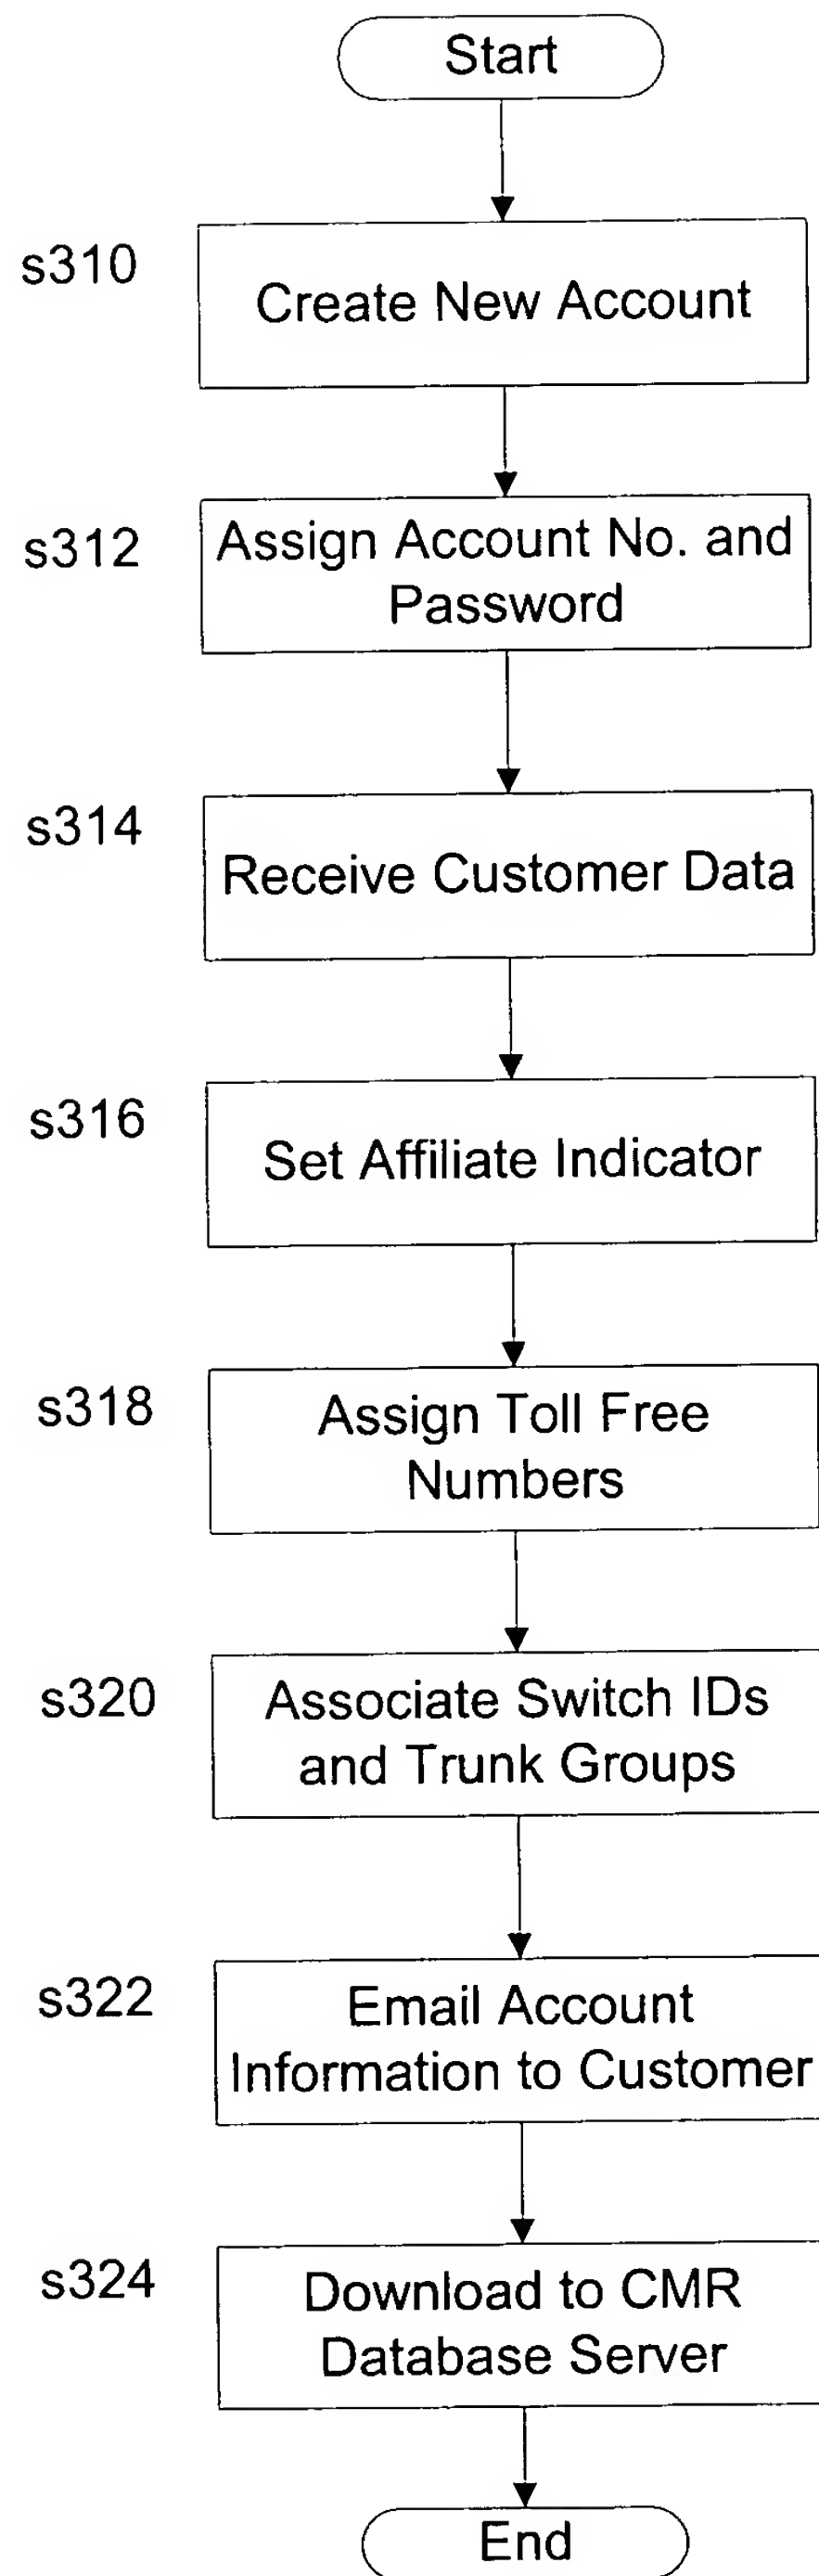 Start
s310
Create New Account
s312
Assign Account No. and
Password
s314
Receive Customer Data
s316
Set Affiliate Indicator
s318
Assign Toll Free
Numbers
s320
Associate Switch IDs
and Trunk Groups
s322
Email Account
Information to Customer
s324
Download to CMR
Database Server
End